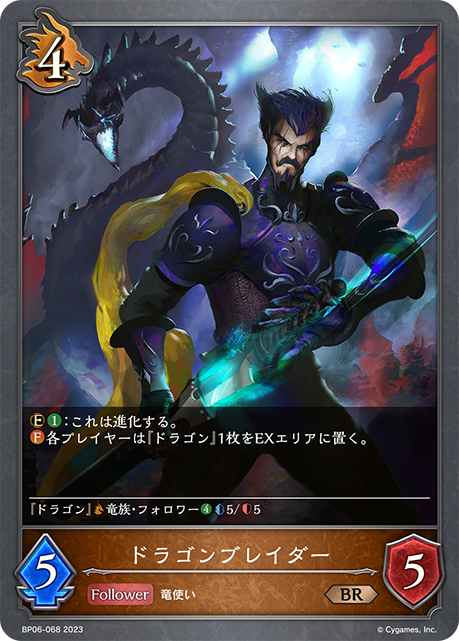 4
E 1：これは進化する。
F 各プレイヤーは『ドラゴン』1枚をEXエリアに置く。
『ドラゴン』竜族・フォロワー 4 5/5
ドラゴンブレイダー
5
Follower 竜使い
BR
5
BP06-068 2023
© Cygames, Inc.